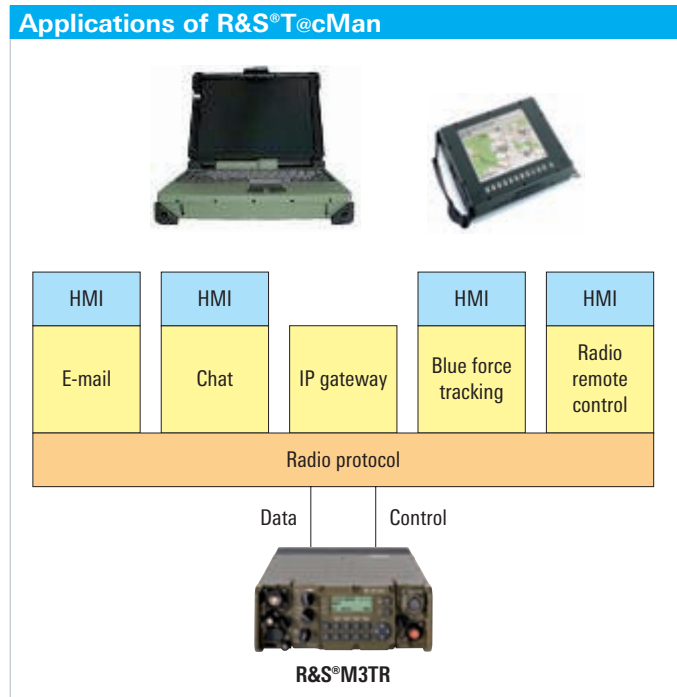 Applications of R&S®T@cMan
HMI
HMI
HMI
HMI
E-mail
Chat
IP gateway
Blue force
tracking
Radio
remote
control
Radio protocol
Data
Control
R&S®M3TR